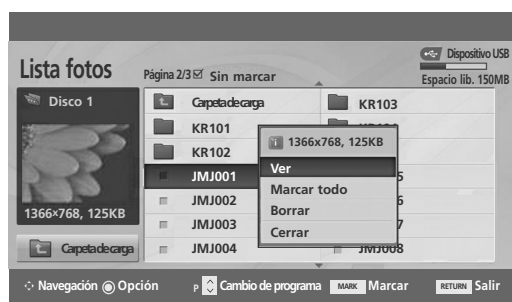 Lista fotos
Página 2/3 Sin marcar
Dispositivo USB
Espacio lib. 150MB
Disco 1
1366x768, 125KB
Carpeta de carga
Carpeta de carga
KR101
KR102
JMJ001
JMJ002
JMJ003
JMJ004
KR103
JMJ008
1366x768, 125KB
Ver
Marcar todo
Borrar
Cerrar
Navegación Opción P Cambio de programa MARK Marcar RETURN Salir